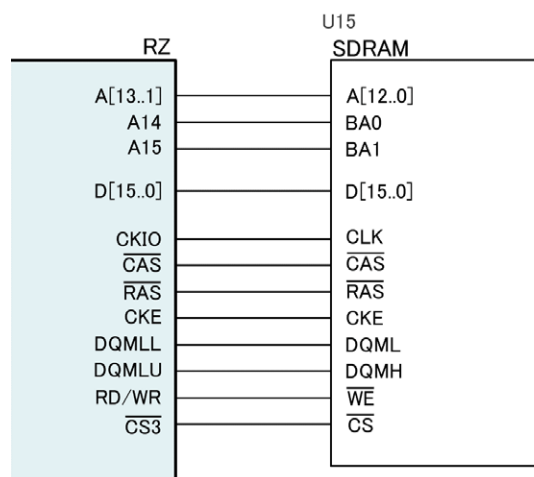 U15
RZ SDRAM
A[13..1] A[12..0]
A14 BA0
A15 BA1
D[15..0] D[15..0]
CKIO CLK
CAS CAS
RAS RAS
CKE CKE
DQMLL DQML
DQMLU DQMH
RD/WR WE
CS3 CS